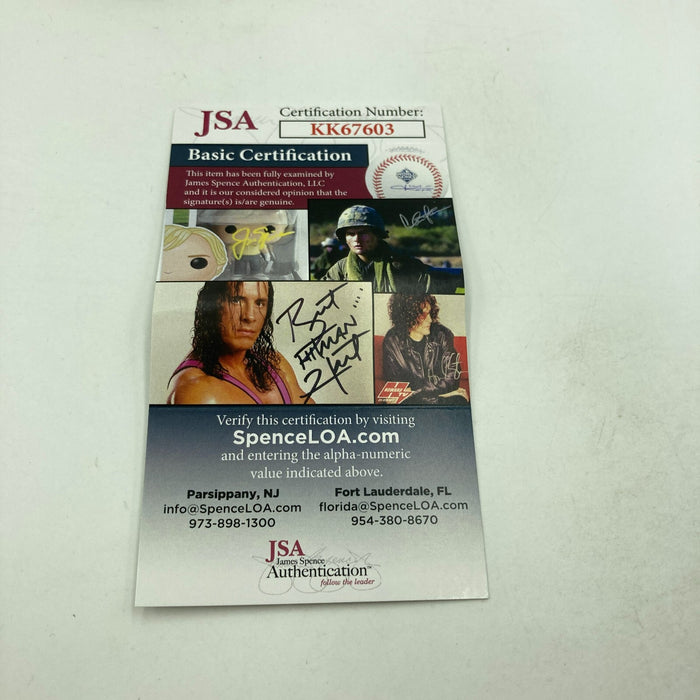 JSA
Certification Number:
KK67603
Basic Certification
This item has been fully examined by
James Spence Authentication, LLC
and it is our considered opinion that the
signature(s) is/are genuine.
Bret
HITMAN
Hart
HOWARD
TV
Verify this certification by visiting
SpenceLOA.com
and entering the alpha-numeric
value indicated above.
Parsippany, NJ
info@SpenceLOA.com
973-898-1300
Fort Lauderdale, FL
florida@SpenceLOA.com
954-380-8670
JSA
James Spence
Authentication™
follow the leader